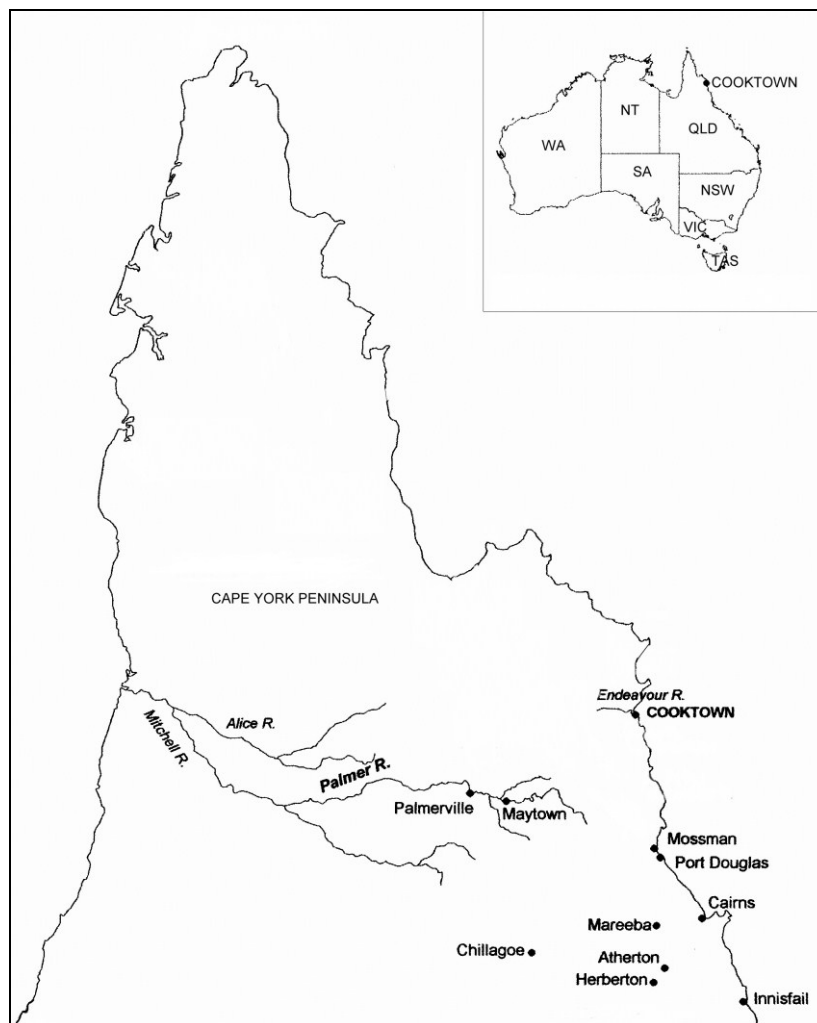 COOKTOWN
NT
QLD
WA
SA
NSW
VIC
TAS
CAPE YORK PENINSULA
Endeavour R.
COOKTOWN
Alice R.
Mitchell R.
Palmer R.
Palmerville
Maytown
Mossman
Port Douglas
Cairns
Mareeba
Chillagoe
Atherton
Herberton
Innisfail